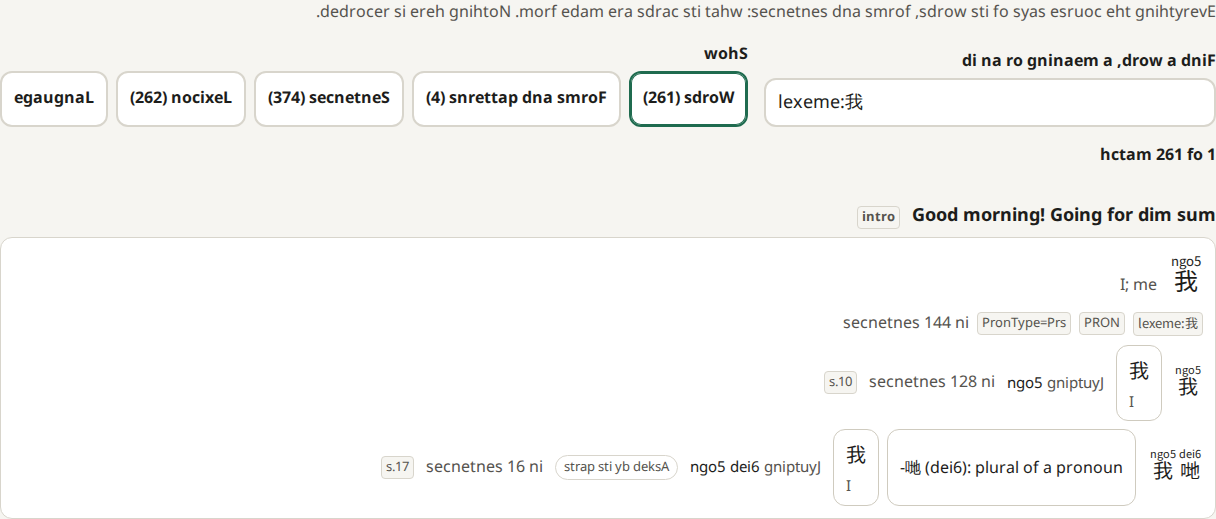 .dedrocer si ereh gnihtoN .mrof edam era sdrac sti tahw :secnetnes dna smrof ,sdrow sti fo syas esruoc eht gnihtyrevE
wohS
di na ro gninaem a ,drow a dniF
egaugnaL
(262) nocixeL
(374) secnetneS
(4) snrettap dna smroF
(261) sdroW
lexeme:我
hctam 261 fo 1
intro Good morning! Going for dim sum
ngo5
I; me 我
secnetnes 144 ni PronType=Prs PRON lexeme:我
s.10 secnetnes 128 ni ngo5 gniptuyJ 我 I ngo5 我
s.17 secnetnes 16 ni strap sti yb deksA ngo5 dei6 gniptuyJ 我 I -哋 (dei6): plural of a pronoun ngo5 dei6 我 哋